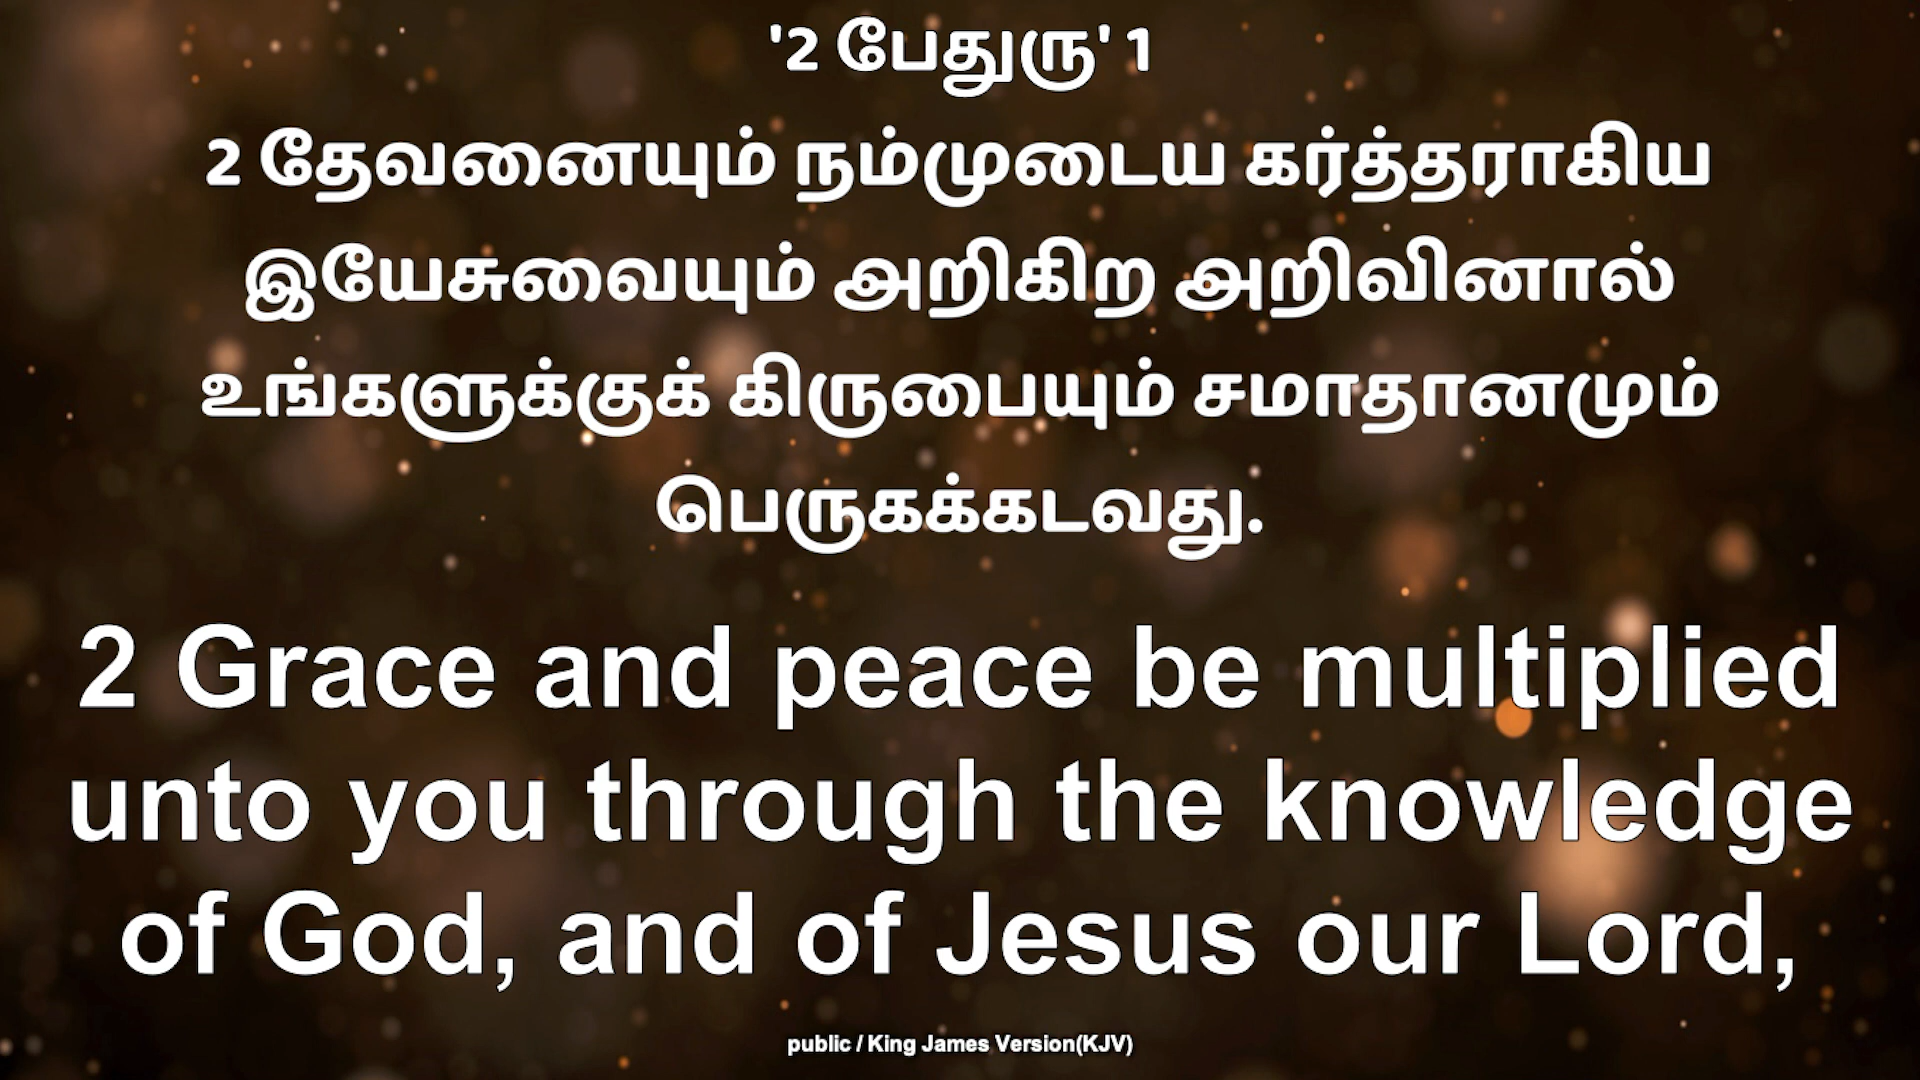 '2 பேதுரு' 1
2 தேவனையும் நம்முடைய கர்த்தராகிய
இயேசுவையும் அறிகிற அறிவினால்
உங்களுக்குக் கிருபையும் சமாதானமும்
பெருகக்கடவது.
2 Grace and peace be multiplied
unto you through the knowledge
of God, and of Jesus our Lord,
public / King James Version(KJV)